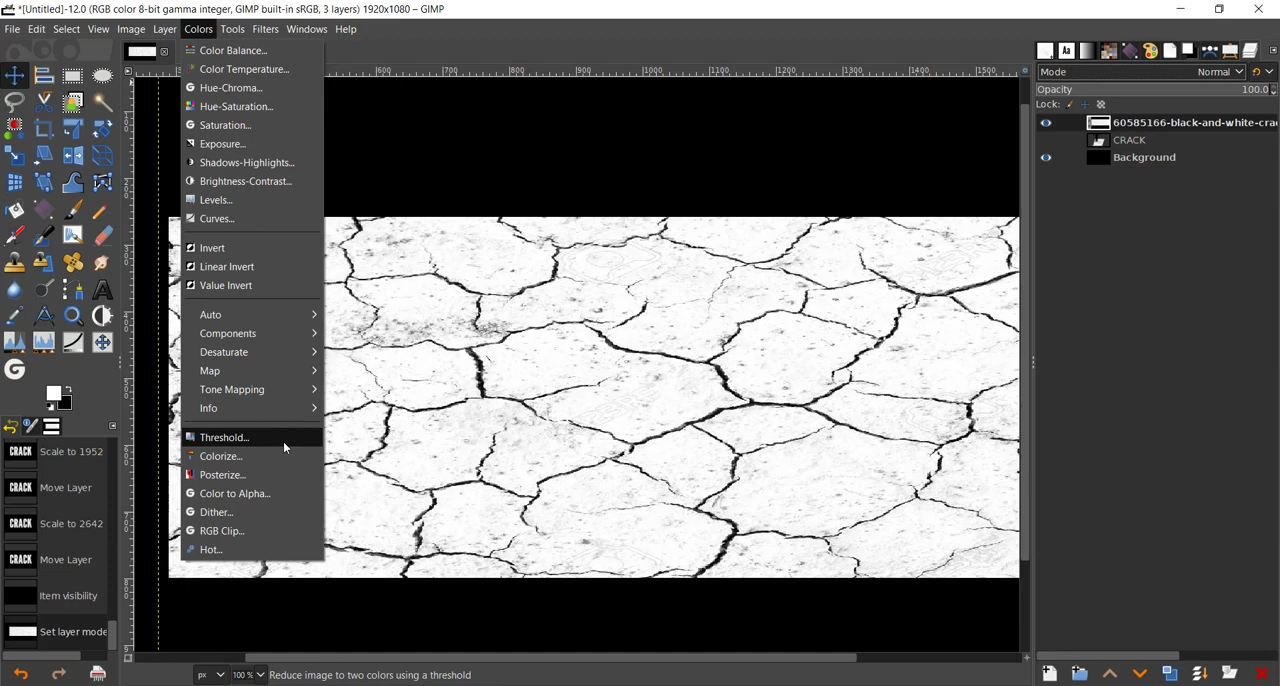 *[Untitled]-12.0 (RGB color 8-bit gamma integer, GIMP built-in sRGB, 3 layers) 1920x1080 – GIMP
File Edit Select View Image Layer Colors Tools Filters Windows Help
Color Balance...
Color Temperature...
Hue-Chroma...
Hue-Saturation...
Saturation...
Exposure...
Shadows-Highlights...
Brightness-Contrast...
Levels...
Curves...
Invert
Linear Invert
Value Invert
Auto
Components
Desaturate
Map
Tone Mapping
Info
Threshold...
Colorize...
Posterize...
Color to Alpha...
Dither...
RGB Clip...
Hot...
600 700 800 900 1000 1100 1200 1300 1400 1500
CRACK Scale to 1952
CRACK Move Layer
CRACK Scale to 2642
CRACK Move Layer
Item visibility
Set layer mode
px 100 % Reduce image to two colors using a threshold
Mode Normal
Opacity 100.0
Lock:
60585166-black-and-white-cra
CRACK
Background